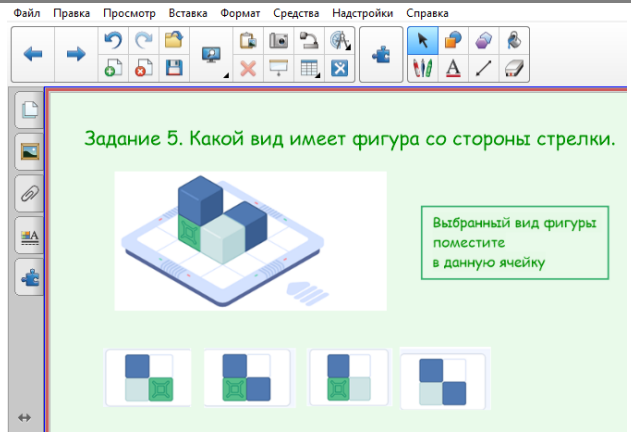 Файл Правка Просмотр Вставка Формат Средства Надстройки Справка
Задание 5. Какой вид имеет фигура со стороны стрелки.
Выбранный вид фигуры
поместите
в данную ячейку